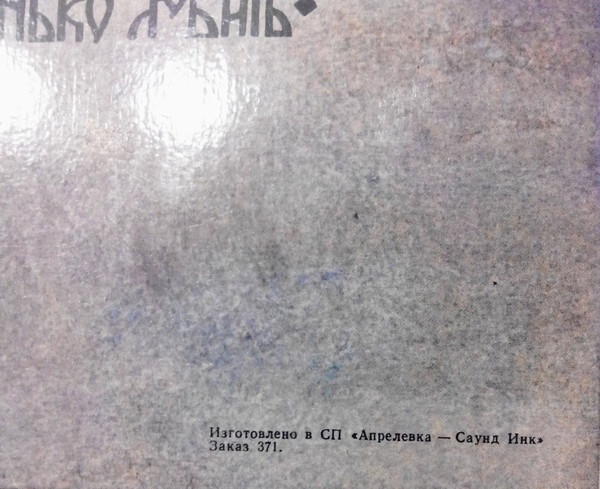 Изготовлено в СП «Апрелевка — Саунд Инк»
Заказ 371.